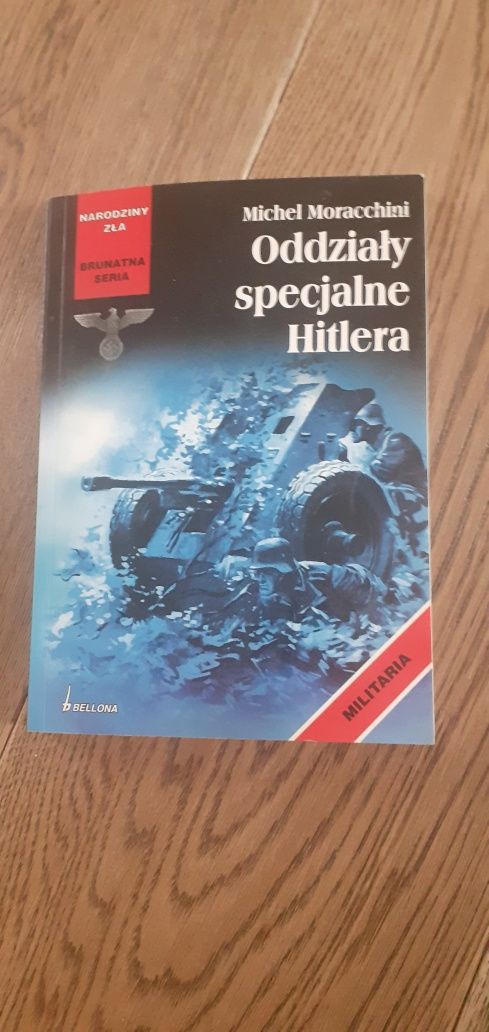 NARODZINY
ZŁA
BRUNATNA
SERIA
Michel Moracchini
Oddziały
specjalne
Hitlera
MILITARIA
BELLONA